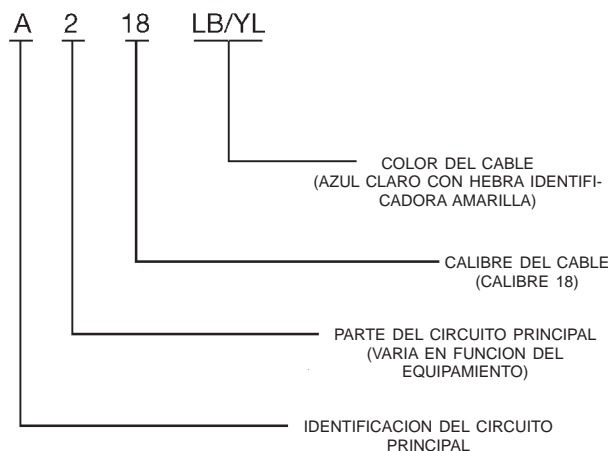 A 2 18 LB/YL
COLOR DEL CABLE
(AZUL CLARO CON HEBRA IDENTIFI-
CADORA AMARILLA)
CALIBRE DEL CABLE
(CALIBRE 18)
PARTE DEL CIRCUITO PRINCIPAL
(VARIA EN FUNCION DEL
EQUIPAMIENTO)
IDENTIFICACION DEL CIRCUITO
PRINCIPAL